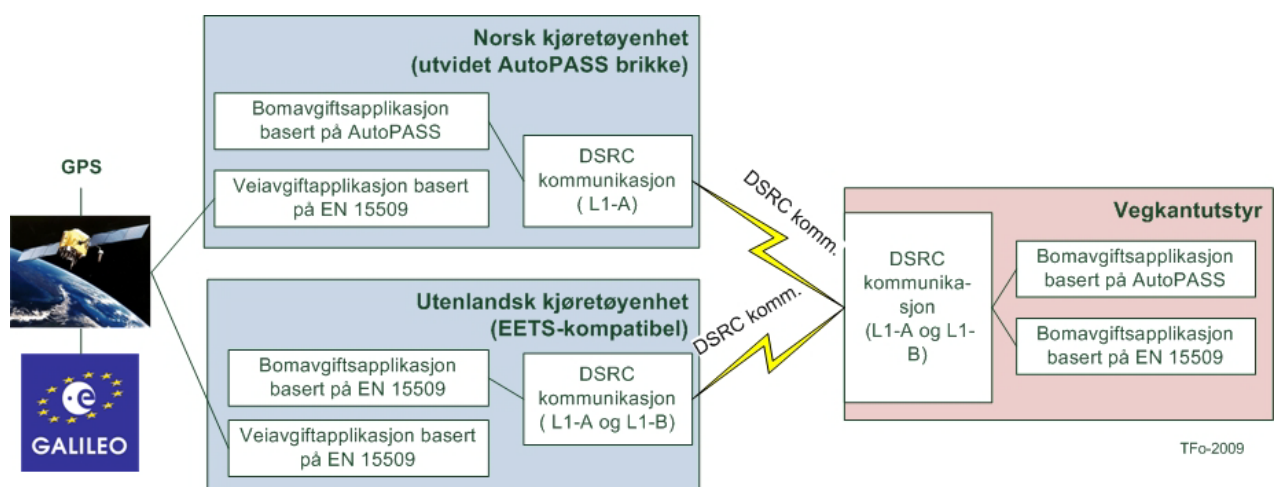 Norsk kjøretøyenhet
(utvidet AutoPASS brikke)
Bomavgiftsapplikasjon
basert på AutoPASS
Veiavgiftapplikasjon basert
på EN 15509
DSRC
kommunikasjon
( L1-A)
GPS
GALILEO
Utenlandsk kjøretøyenhet
(EETS-kompatibel)
Bomavgiftsapplikasjon
basert på EN 15509
Veiavgiftapplikasjon basert
på EN 15509
DSRC
kommunikasjon
( L1-A og L1-B)
DSRC komm.
DSRC komm.
Vegkantutstyr
DSRC
kommunika-
sjon
(L1-A og L1-
B)
Bomavgiftsapplikasjon
basert på AutoPASS
Bomavgiftsapplikasjon
basert på EN 15509
TFo-2009